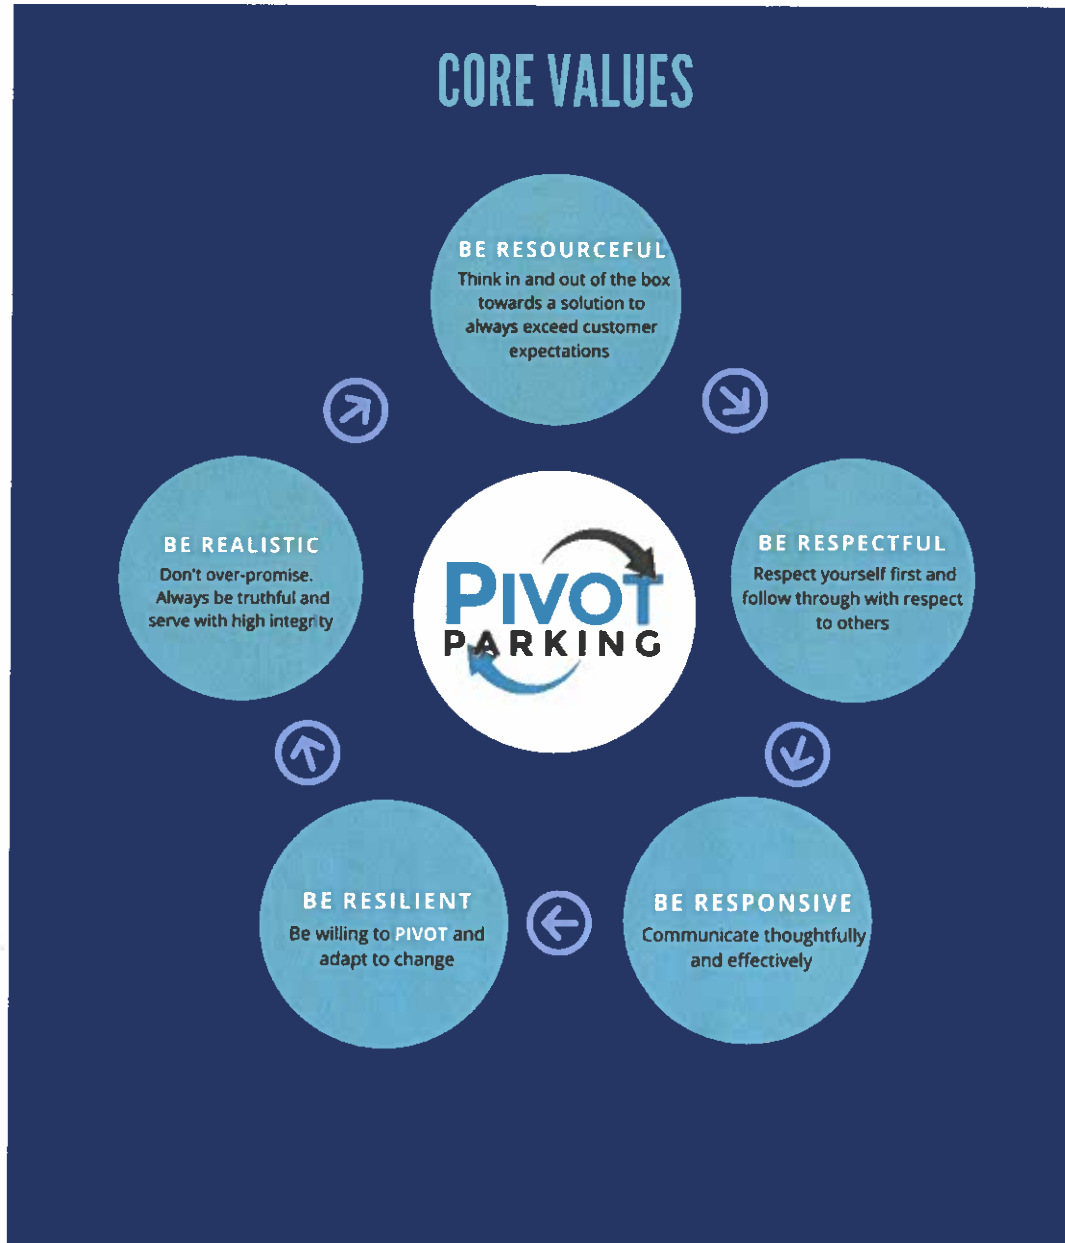 CORE VALUES
BE RESOURCEFUL
Think in and out of the box
towards a solution to
always exceed customer
expectations
BE RESPECTFUL
Respect yourself first and
follow through with respect
to others
BE RESPONSIVE
Communicate thoughtfully
and effectively
BE RESILIENT
Be willing to PIVOT and
adapt to change
BE REALISTIC
Don't over-promise.
Always be truthful and
serve with high integrity
PIVOT
PARKING